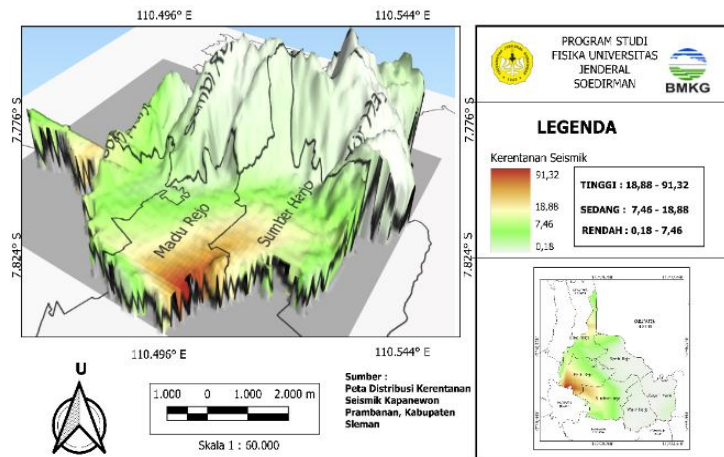 110.496° E
110.544° E
7.776° S
7.776° S
7.824° S
7.824° S
Madu Rejo
Sumber Harjo
110.496° E
110.544° E
U
1.000 0 1.000 2.000 m
Skala 1 : 60.000
Sumber :
Peta Distribusi Kerentanan
Seismik Kapanewon
Prambanan, Kabupaten
Sleman
PROGRAM STUDI
FISIKA UNIVERSITAS
JENDERAL
SOEDIRMAN
BMKG
LEGENDA
Kerentanan Seismik
91,32
18,88
7,46
0,18
TINGGI : 18,88 - 91,32
SEDANG : 7,46 - 18,88
RENDAH : 0,18 - 7,46